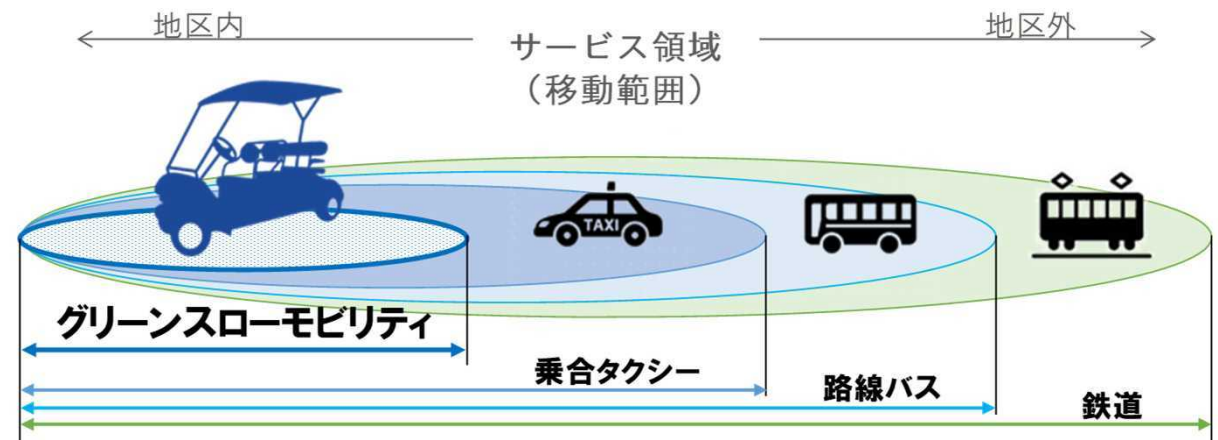 地区内
地区外
サービス領域
（移動範囲）
TAXI
グリーンスローモビリティ
乗合タクシー
路線バス
鉄道